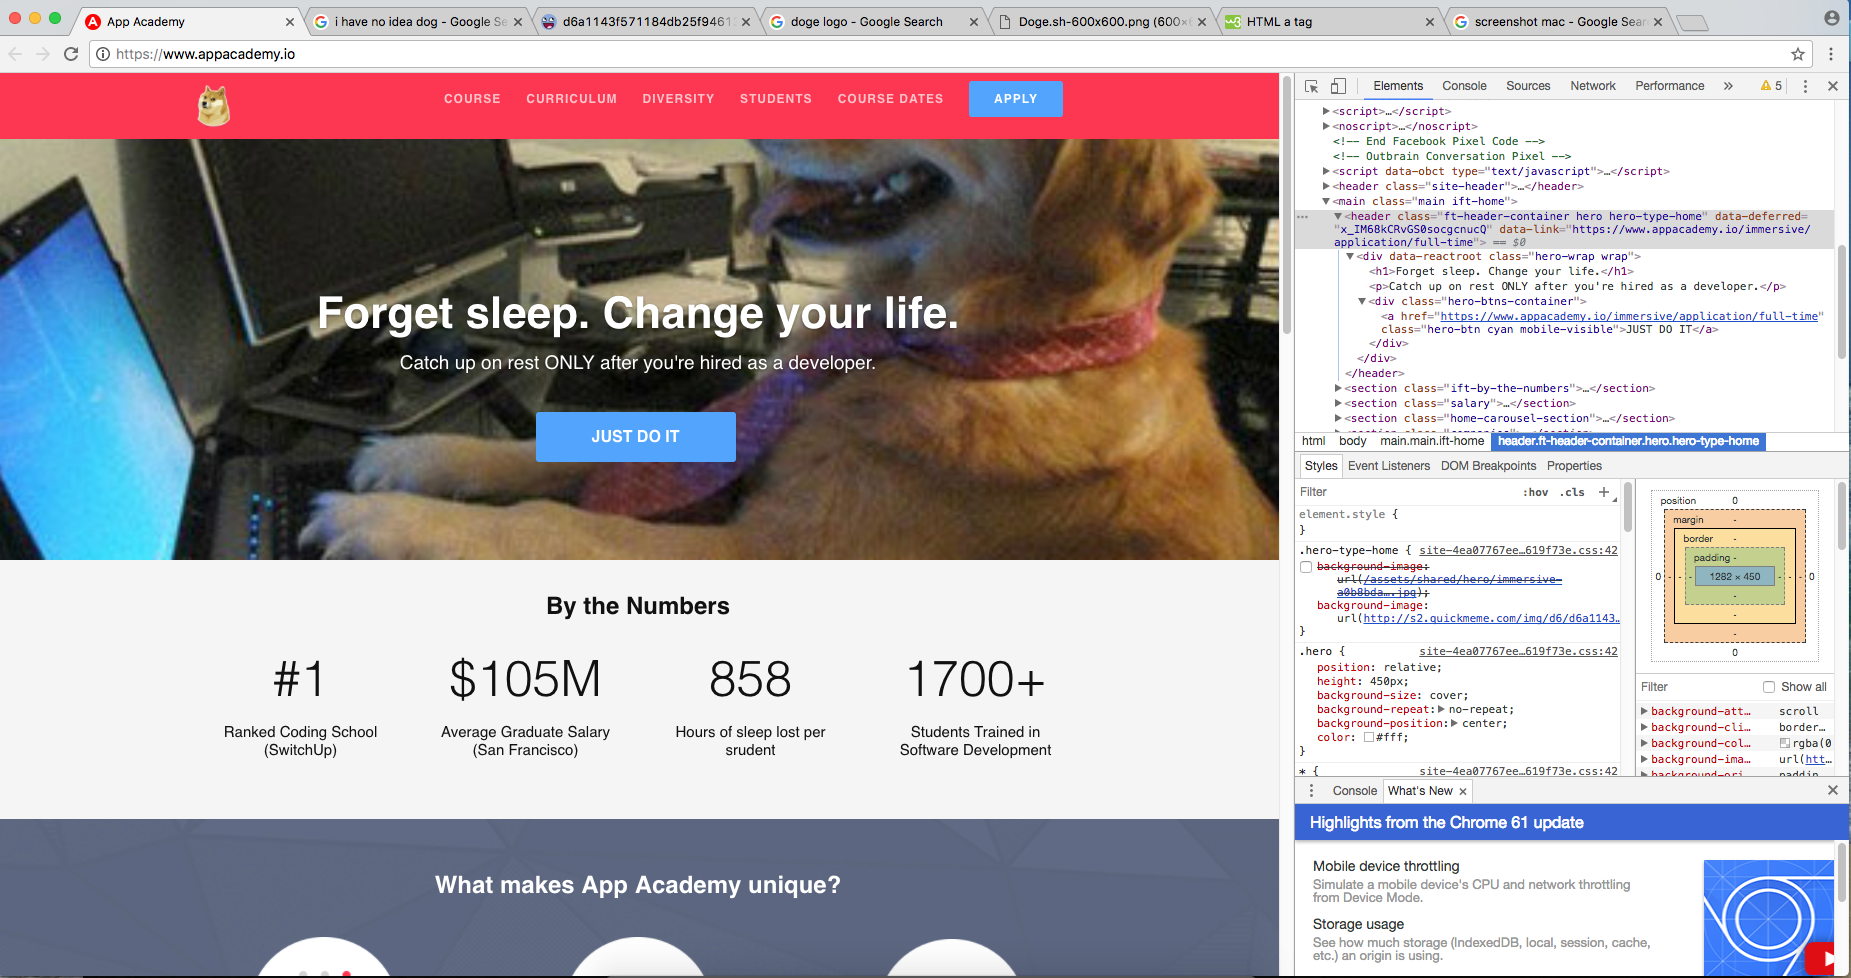 App Academy
i have no idea dog - Google Se
d6a1143f571184db25f9461
doge logo - Google Search
Doge.sh-600x600.png (600×6
HTML a tag
screenshot mac - Google Sear
https://www.appacademy.io
COURSE CURRICULUM DIVERSITY STUDENTS COURSE DATES APPLY
Forget sleep. Change your life.
Catch up on rest ONLY after you're hired as a developer.
JUST DO IT
By the Numbers
#1
Ranked Coding School
(SwitchUp)
$105M
Average Graduate Salary
(San Francisco)
858
Hours of sleep lost per
srudent
1700+
Students Trained in
Software Development
What makes App Academy unique?
Elements Console Sources Network Performance » 5
<script>…</script>
<noscript>…</noscript>
<!-- End Facebook Pixel Code -->
<!-- Outbrain Conversation Pixel -->
<script data-obct type="text/javascript">…</script>
<header class="site-header">…</header>
<main class="main ift-home">
<header class="ft-header-container hero hero-type-home" data-deferred=
"x_IM68kCRvGS0socgcnucQ" data-link="https://www.appacademy.io/immersive/
application/full-time"> == $0
<div data-reactroot class="hero-wrap wrap">
<h1>Forget sleep. Change your life.</h1>
<p>Catch up on rest ONLY after you're hired as a developer.</p>
<div class="hero-btns-container">
<a href="https://www.appacademy.io/immersive/application/full-time"
class="hero-btn cyan mobile-visible">JUST DO IT</a>
</div>
</div>
</header>
<section class="ift-by-the-numbers">…</section>
<section class="salary">…</section>
<section class="home-carousel-section">…</section>
html body main.main.ift-home header.ft-header-container.hero.hero-type-home
Styles Event Listeners DOM Breakpoints Properties
Filter :hov .cls +
element.style {
}
.hero-type-home { site-4ea07767ee…619f73e.css:42
background-image:
url(/assets/shared/hero/immersive-
a0b8bda….jpg);
background-image:
url(http://s2.quickmeme.com/img/d6/d6a1143…
}
.hero { site-4ea07767ee…619f73e.css:42
position: relative;
height: 450px;
background-size: cover;
background-repeat: no-repeat;
background-position: center;
color: #fff;
}
* { site-4ea07767ee…619f73e.css:42
position 0
margin -
border -
padding -
0 - - - 1282 × 450 - - - 0
-
-
-
0
Filter Show all
background-att… scroll
background-cli… border…
background-col… rgba(0
background-ima… url(htt…
background-ori… paddin
Console What's New ×
Highlights from the Chrome 61 update
Mobile device throttling
Simulate a mobile device's CPU and network throttling
from Device Mode.
Storage usage
See how much storage (IndexedDB, local, session, cache,
etc.) an origin is using.